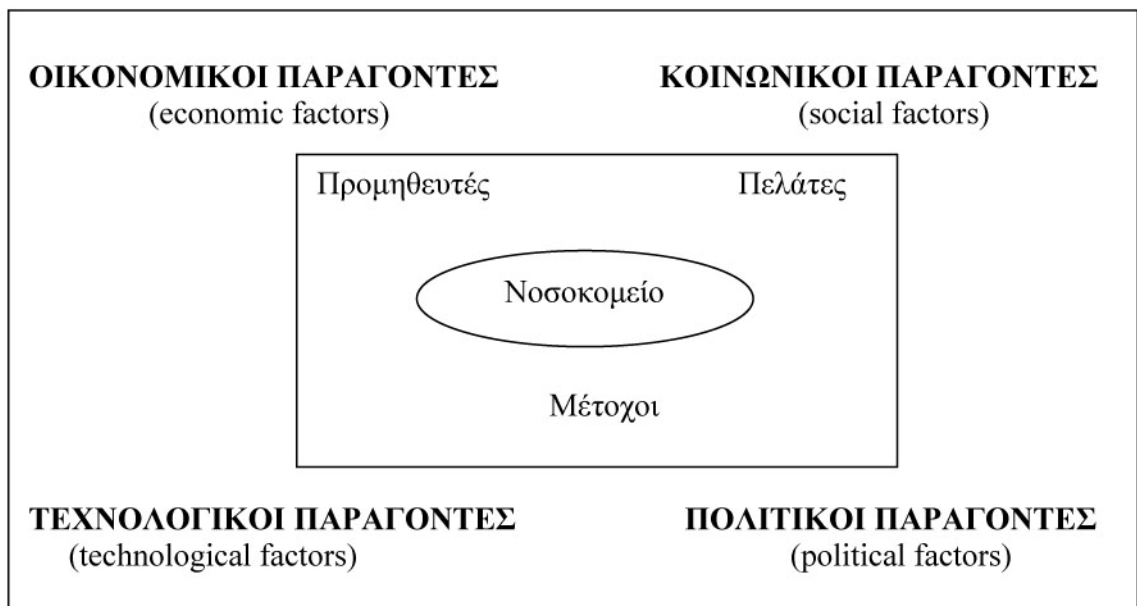 ΟΙΚΟΝΟΜΙΚΟΙ ΠΑΡΑΓΟΝΤΕΣ
(economic factors)
ΚΟΙΝΩΝΙΚΟΙ ΠΑΡΑΓΟΝΤΕΣ
(social factors)
Προμηθευτές
Πελάτες
Νοσοκομείο
Μέτοχοι
ΤΕΧΝΟΛΟΓΙΚΟΙ ΠΑΡΑΓΟΝΤΕΣ
(technological factors)
ΠΟΛΙΤΙΚΟΙ ΠΑΡΑΓΟΝΤΕΣ
(political factors)